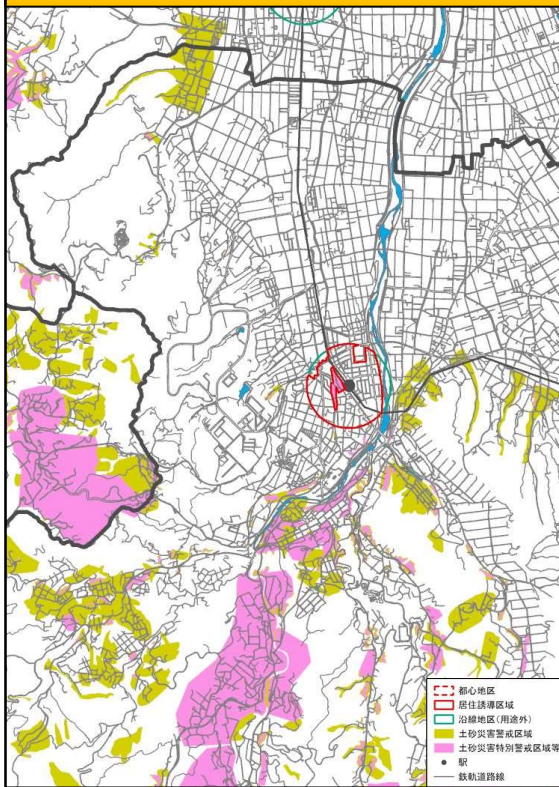 都心地区
居住誘導区域
沿線地区(用途外)
土砂災害警戒区域
土砂災害特別警戒区域等
駅
鉄軌道路線